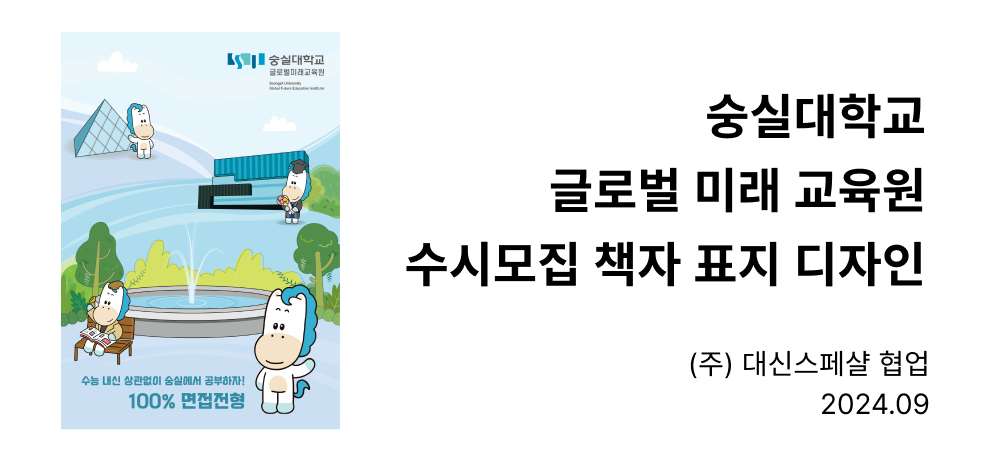 숭실대학교
글로벌미래교육원
Soongsil University
Global Future Education Institute
수능 내신 상관없이 숭실에서 공부하자!
100% 면접전형
숭실대학교
글로벌 미래 교육원
수시모집 책자 표지 디자인
(주) 대신스페샬 협업
2024.09